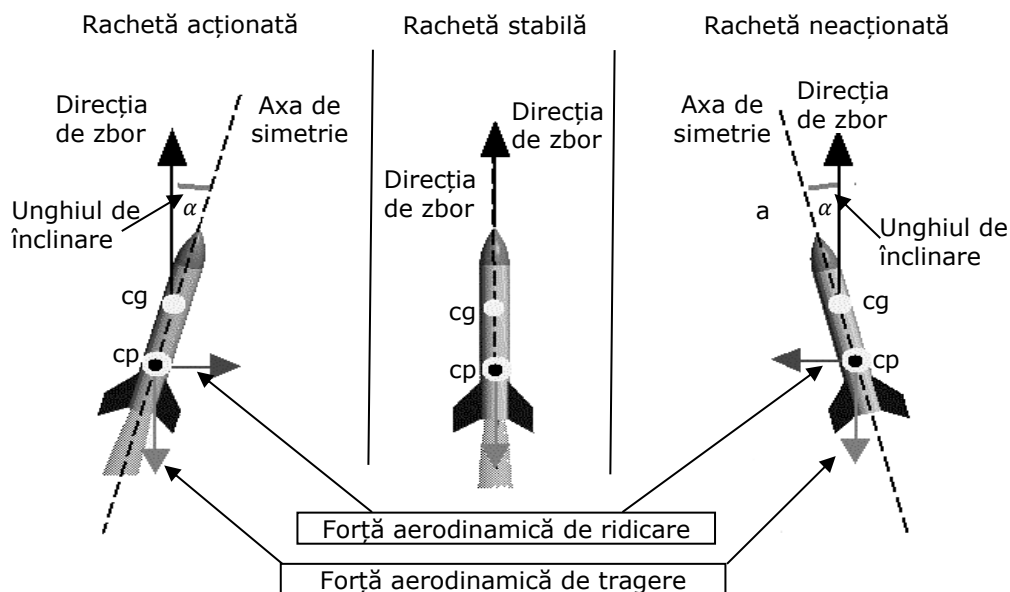 Rachetă acționată
Rachetă stabilă
Rachetă neacționată
Direcția
de zbor
Axa de
simetrie
Unghiul de
înclinare
α
cg
cp
Direcția
de zbor
Direcția
de zbor
cg
cp
Axa de
simetrie
Direcția
de zbor
a
α
Unghiul de
înclinare
cg
cp
Forță aerodinamică de ridicare
Forță aerodinamică de tragere